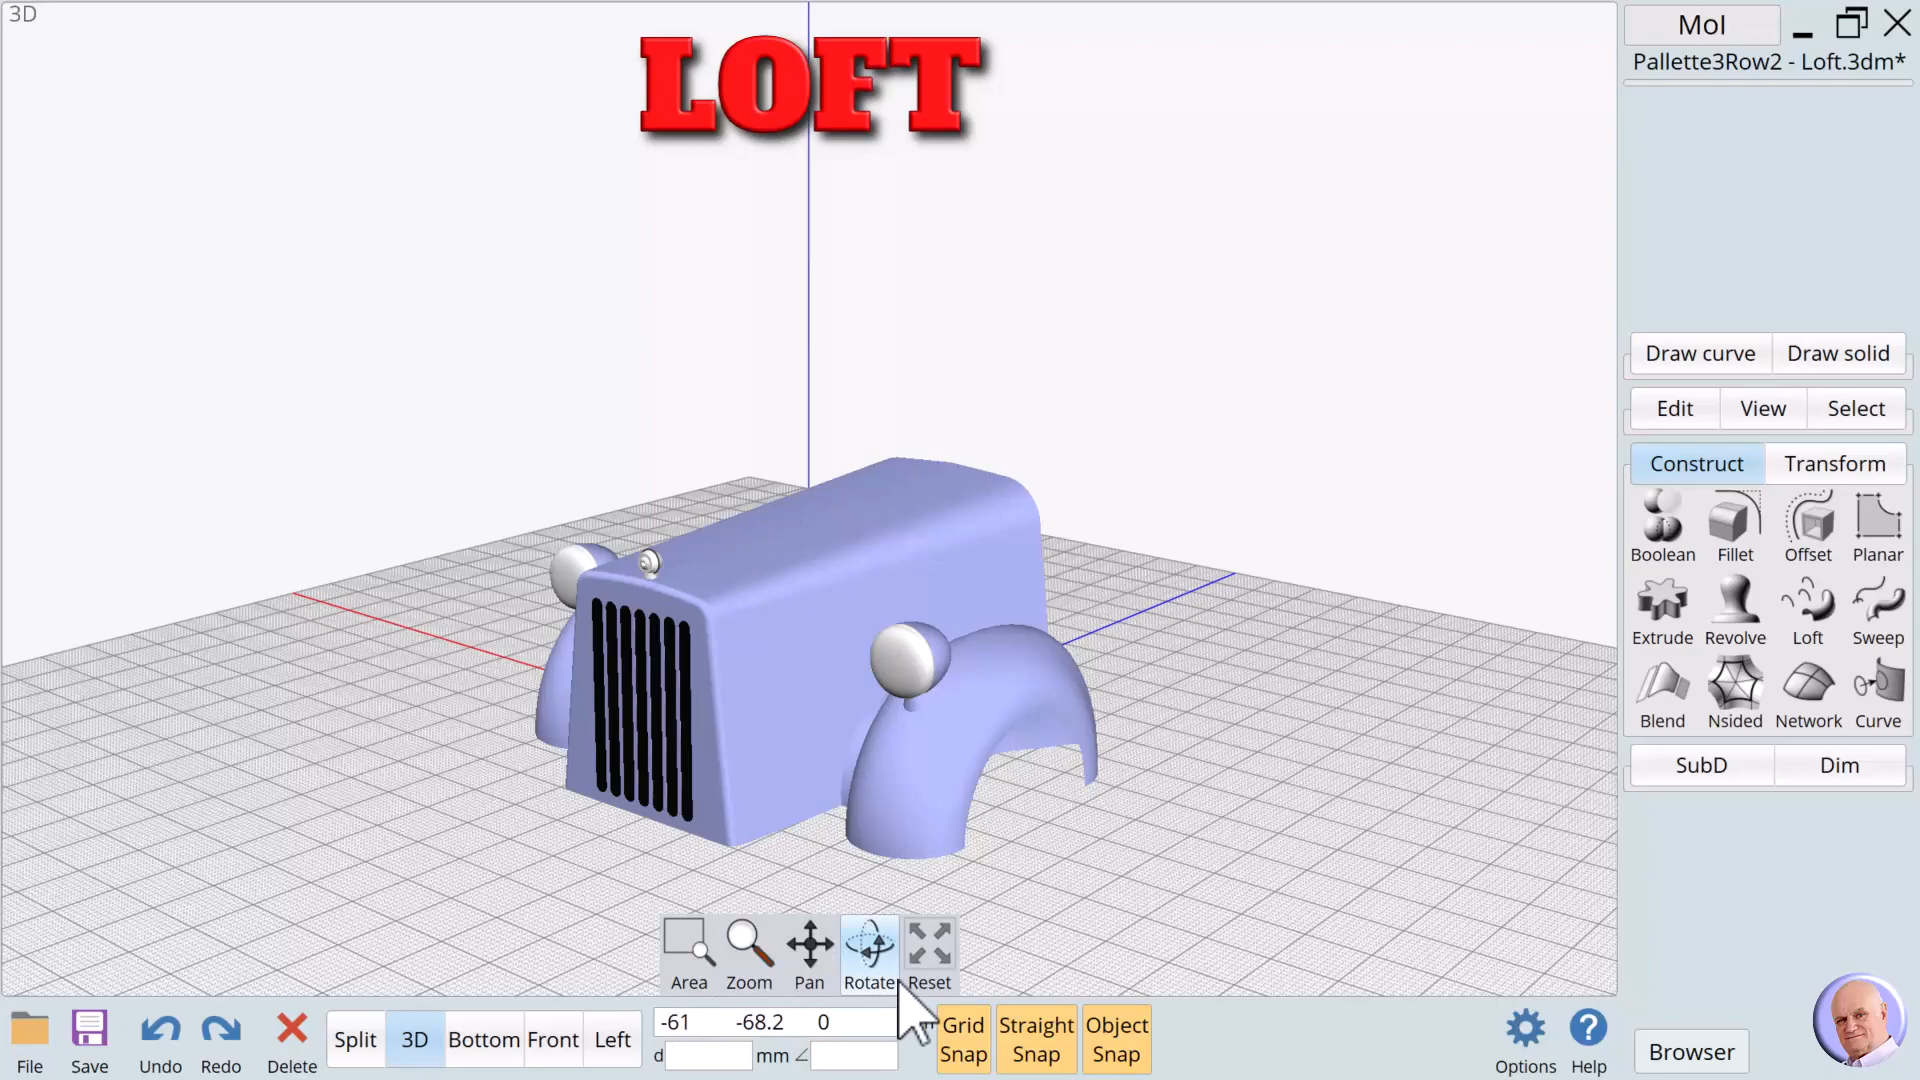 3D
LOFT
MoI
Pallette3Row2 - Loft.3dm*
Draw curve Draw solid
Edit View Select
Construct Transform
Boolean Fillet Offset Planar
Extrude Revolve Loft Sweep
Blend Nsided Network Curve
SubD Dim
Area Zoom Pan Rotate Reset
File Save Undo Redo Delete
Split 3D Bottom Front Left
-61 -68.2 0
d mm ∠
Grid Snap
Straight Snap
Object Snap
Options Help
Browser